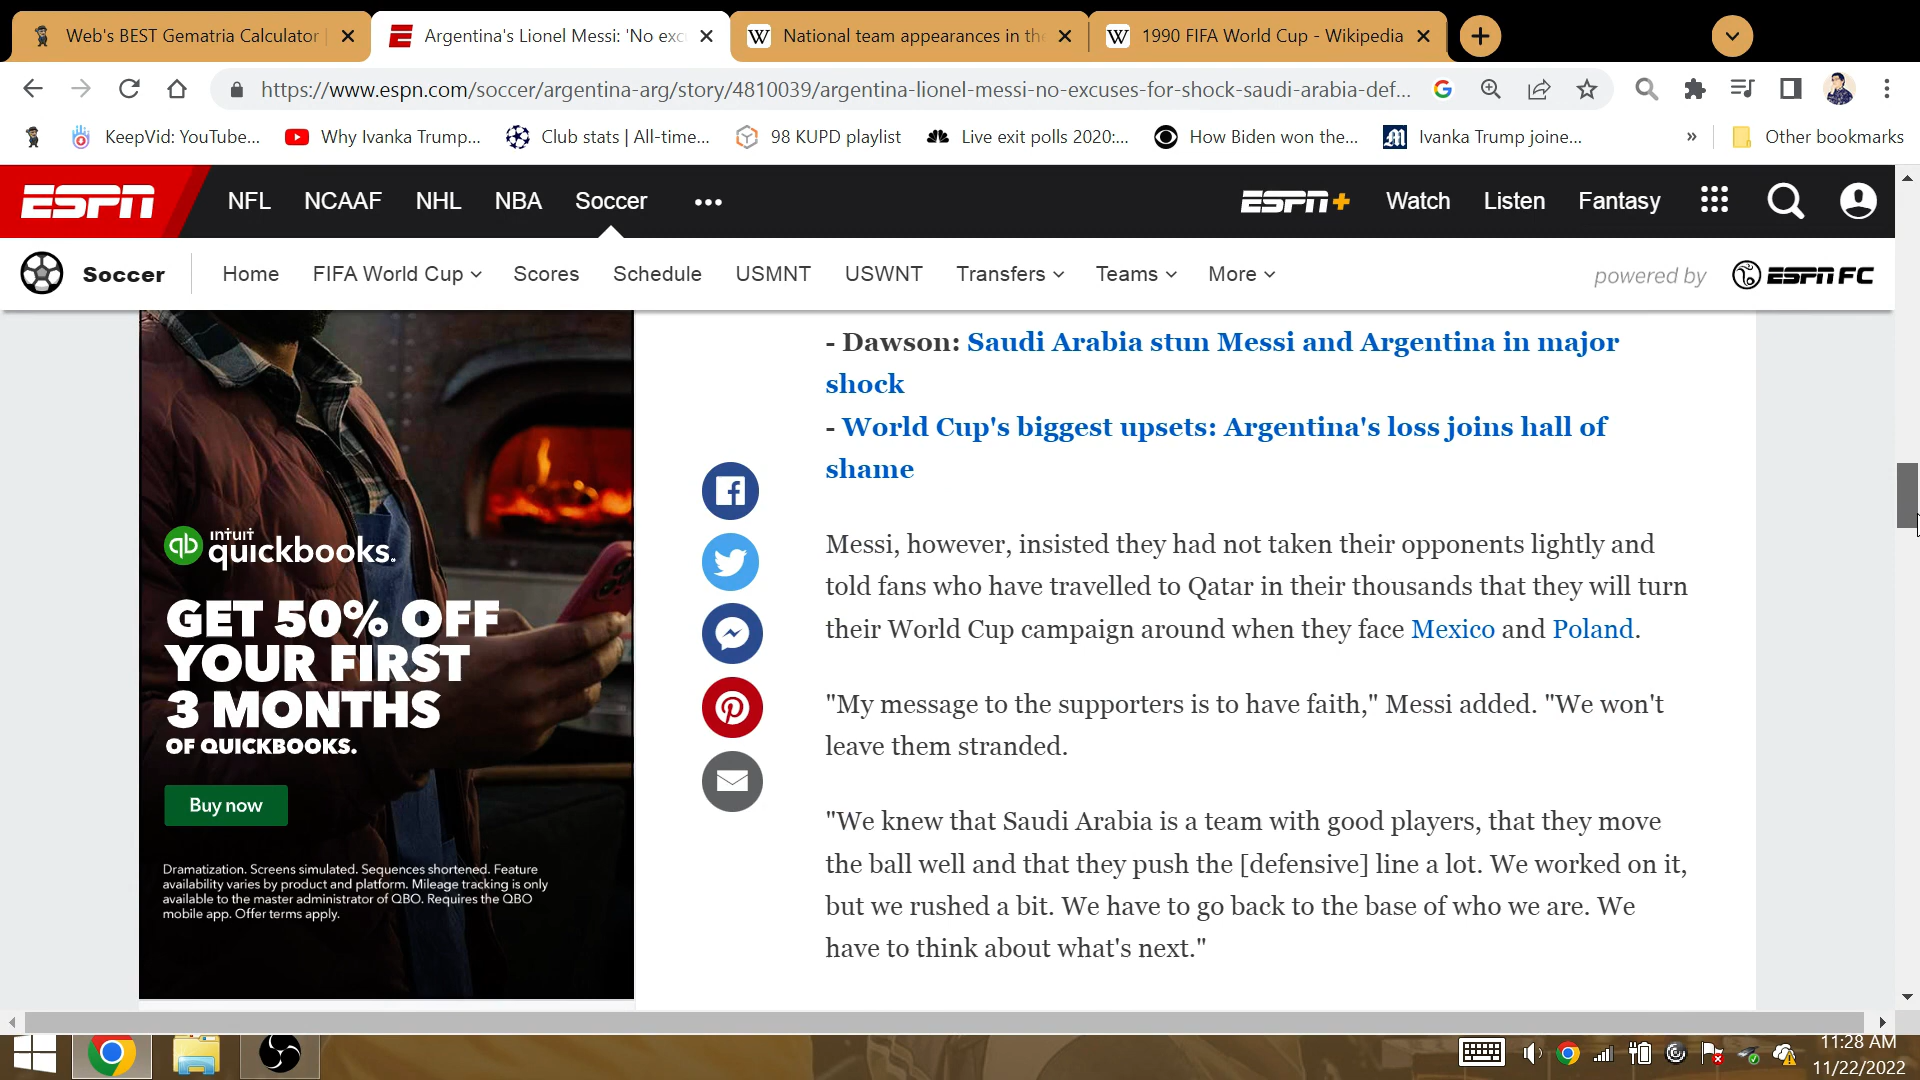 Web's BEST Gematria Calculator
Argentina's Lionel Messi: 'No exc
National team appearances in th
1990 FIFA World Cup - Wikipedia
https://www.espn.com/soccer/argentina-arg/story/4810039/argentina-lionel-messi-no-excuses-for-shock-saudi-arabia-def...
KeepVid: YouTube...
Why Ivanka Trump...
Club stats | All-time...
98 KUPD playlist
Live exit polls 2020:...
How Biden won the...
Ivanka Trump joine...
»
Other bookmarks
ESPN
NFL
NCAAF
NHL
NBA
Soccer
ESPN+
Watch
Listen
Fantasy
Soccer
Home
FIFA World Cup
Scores
Schedule
USMNT
USWNT
Transfers
Teams
More
powered by
ESPN FC
- Dawson: Saudi Arabia stun Messi and Argentina in major
shock
- World Cup's biggest upsets: Argentina's loss joins hall of
shame
Messi, however, insisted they had not taken their opponents lightly and
told fans who have travelled to Qatar in their thousands that they will turn
their World Cup campaign around when they face Mexico and Poland.
"My message to the supporters is to have faith," Messi added. "We won't
leave them stranded.
"We knew that Saudi Arabia is a team with good players, that they move
the ball well and that they push the [defensive] line a lot. We worked on it,
but we rushed a bit. We have to go back to the base of who we are. We
have to think about what's next."
qb
intuit
quickbooks.
GET 50% OFF
YOUR FIRST
3 MONTHS
OF QUICKBOOKS.
Buy now
Dramatization. Screens simulated. Sequences shortened. Feature
availability varies by product and platform. Mileage tracking is only
available to the master administrator of QBO. Requires the QBO
mobile app. Offer terms apply.
11:28 AM
11/22/2022